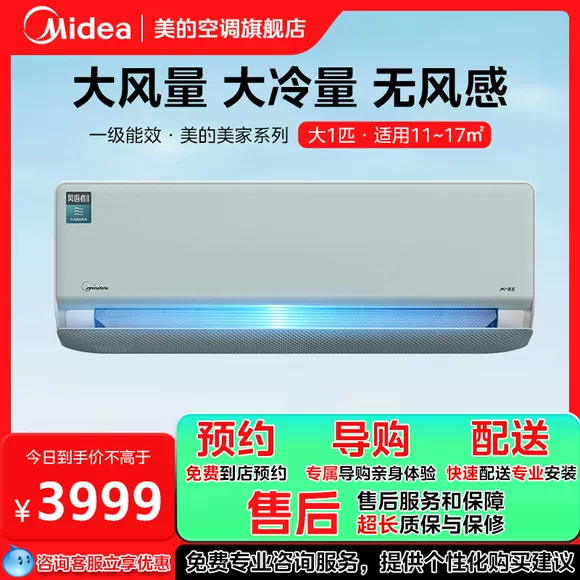 Midea 美的空调旗舰店
大风量 大冷量 无风感
一级能效·美的美家系列 大1匹·适用11~17㎡
Midea
今日到手价不高于
¥3999
咨询客服立享优惠
预约 导购 配送
免费到店预约 专属导购亲身体验 快速配送专业安装
售后 售后服务和保障
超长质保与保修
免费专业咨询服务，提供个性化购买建议